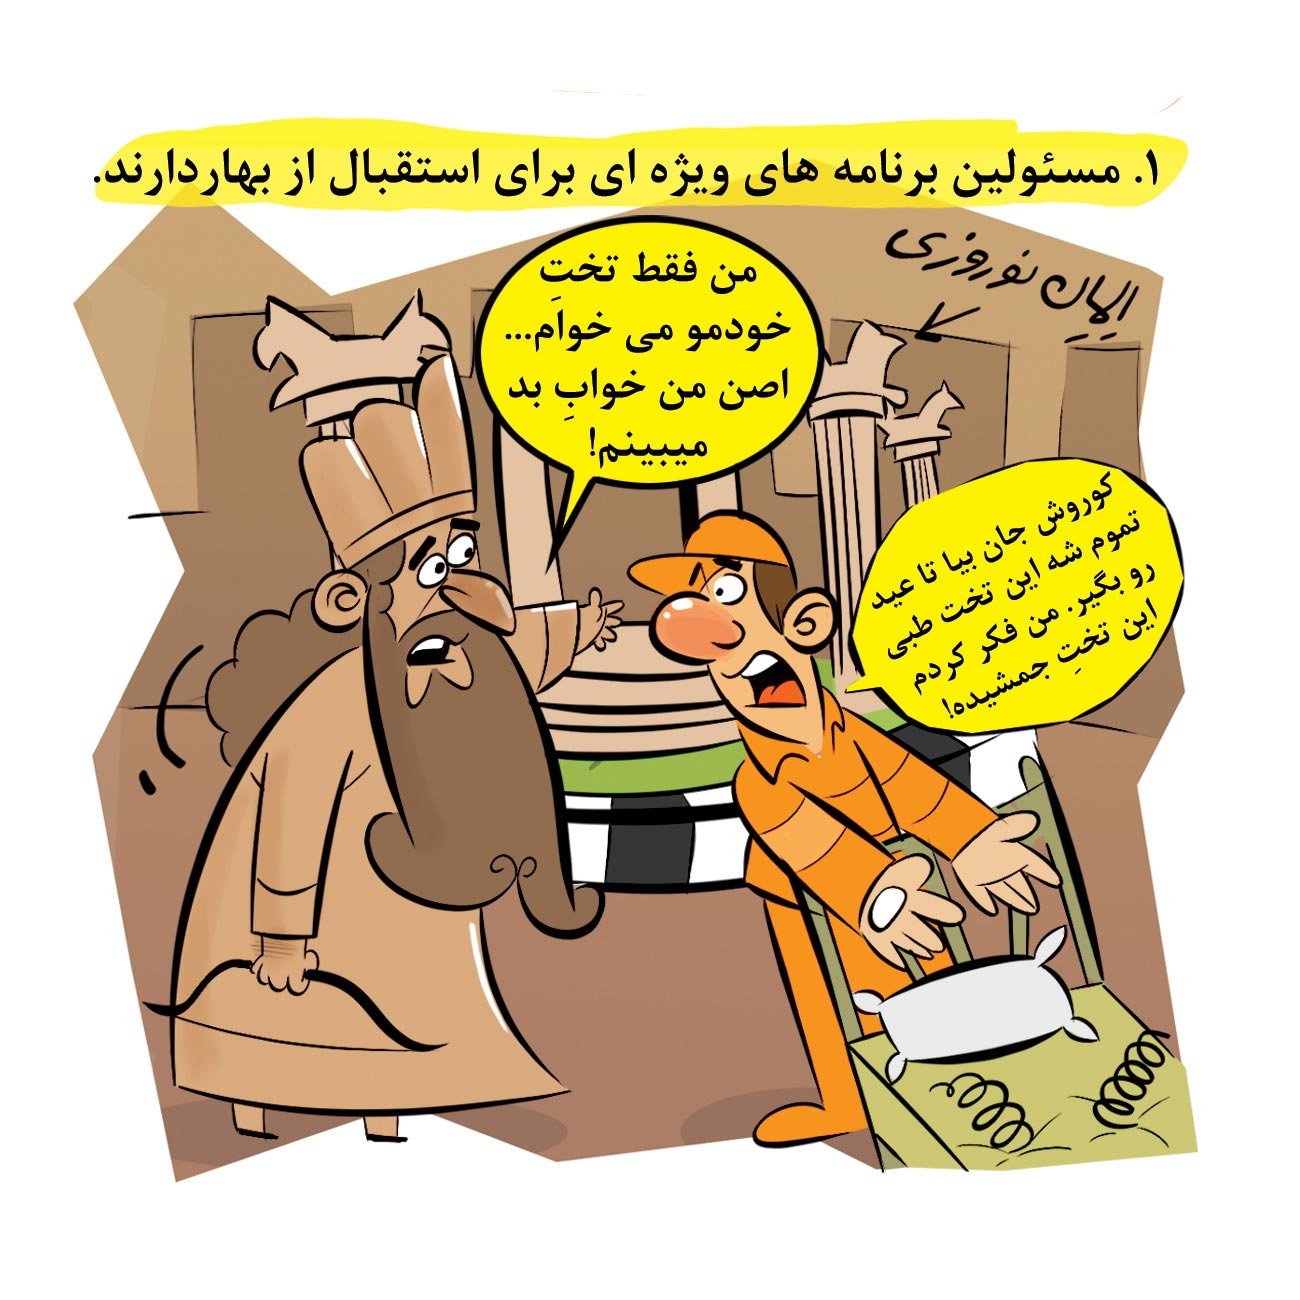 ۱. مسئولین برنامه های ویژه ای برای استقبال از بهاردارند.
ایمان نوروزی
من فقط تختِ
خودمو می خوام...
اصن من خوابِ بد
میبینم!
کوروش جان بیا تا عید
تموم شه این تخت طبی
رو بگیر. من فکر کردم
این تختِ جمشیده!